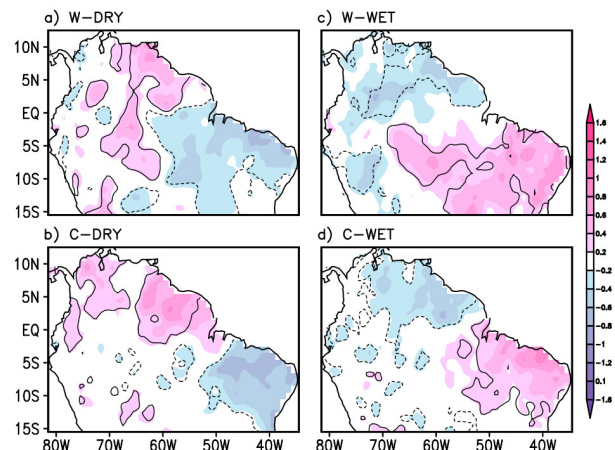 a) W-DRY
c) W-WET
10N
5N
EQ
5S
10S
15S
b) C-DRY
d) C-WET
10N
5N
EQ
5S
10S
15S
80W 70W 60W 50W 40W
80W 70W 60W 50W 40W
1.6
1.4
1.2
1
0.8
0.6
0.4
0.2
-0.2
-0.4
-0.6
-0.8
-1
-1.2
0.1
-1.6